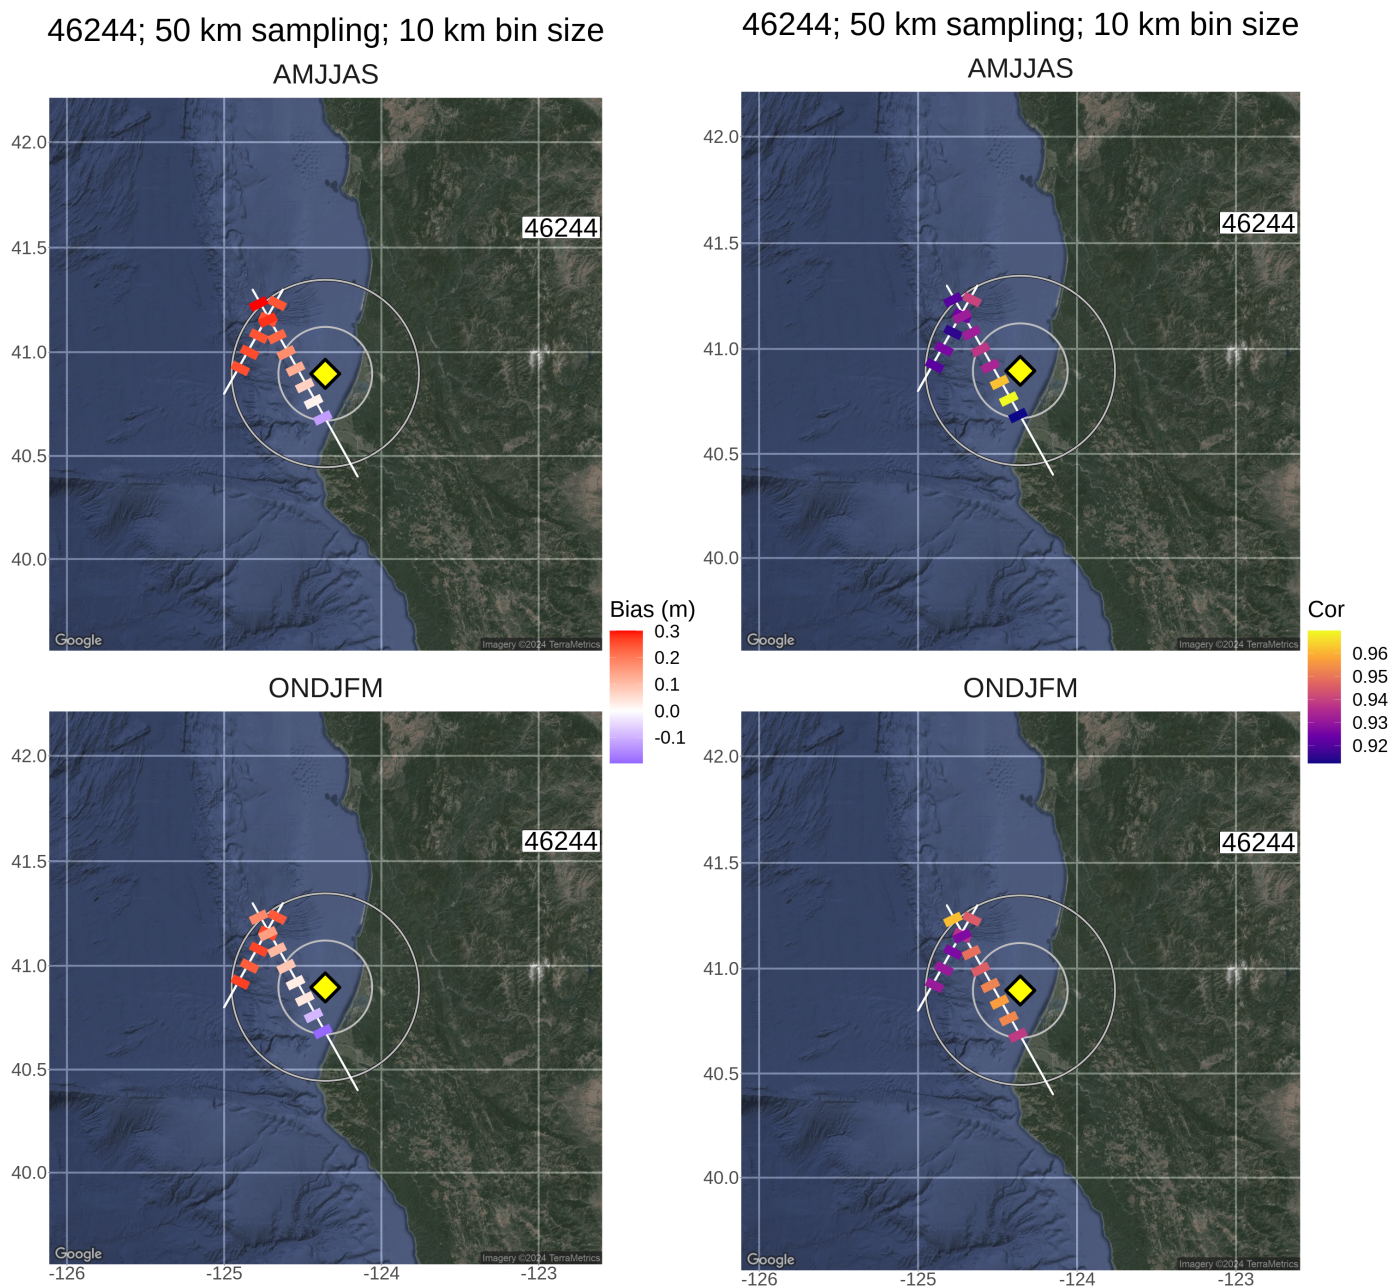 46244; 50 km sampling; 10 km bin size
AMJJAS
42.0
41.5
41.0
40.5
40.0
46244
Google
Imagery ©2024 TerraMetrics
ONDJFM
42.0
41.5
41.0
40.5
40.0
46244
Google
Imagery ©2024 TerraMetrics
-126
-125
-124
-123
Bias (m)
0.3
0.2
0.1
0.0
-0.1
46244; 50 km sampling; 10 km bin size
AMJJAS
42.0
41.5
41.0
40.5
40.0
46244
Google
Imagery ©2024 TerraMetrics
ONDJFM
42.0
41.5
41.0
40.5
40.0
46244
Google
Imagery ©2024 TerraMetrics
-126
-125
-124
-123
Cor
0.96
0.95
0.94
0.93
0.92